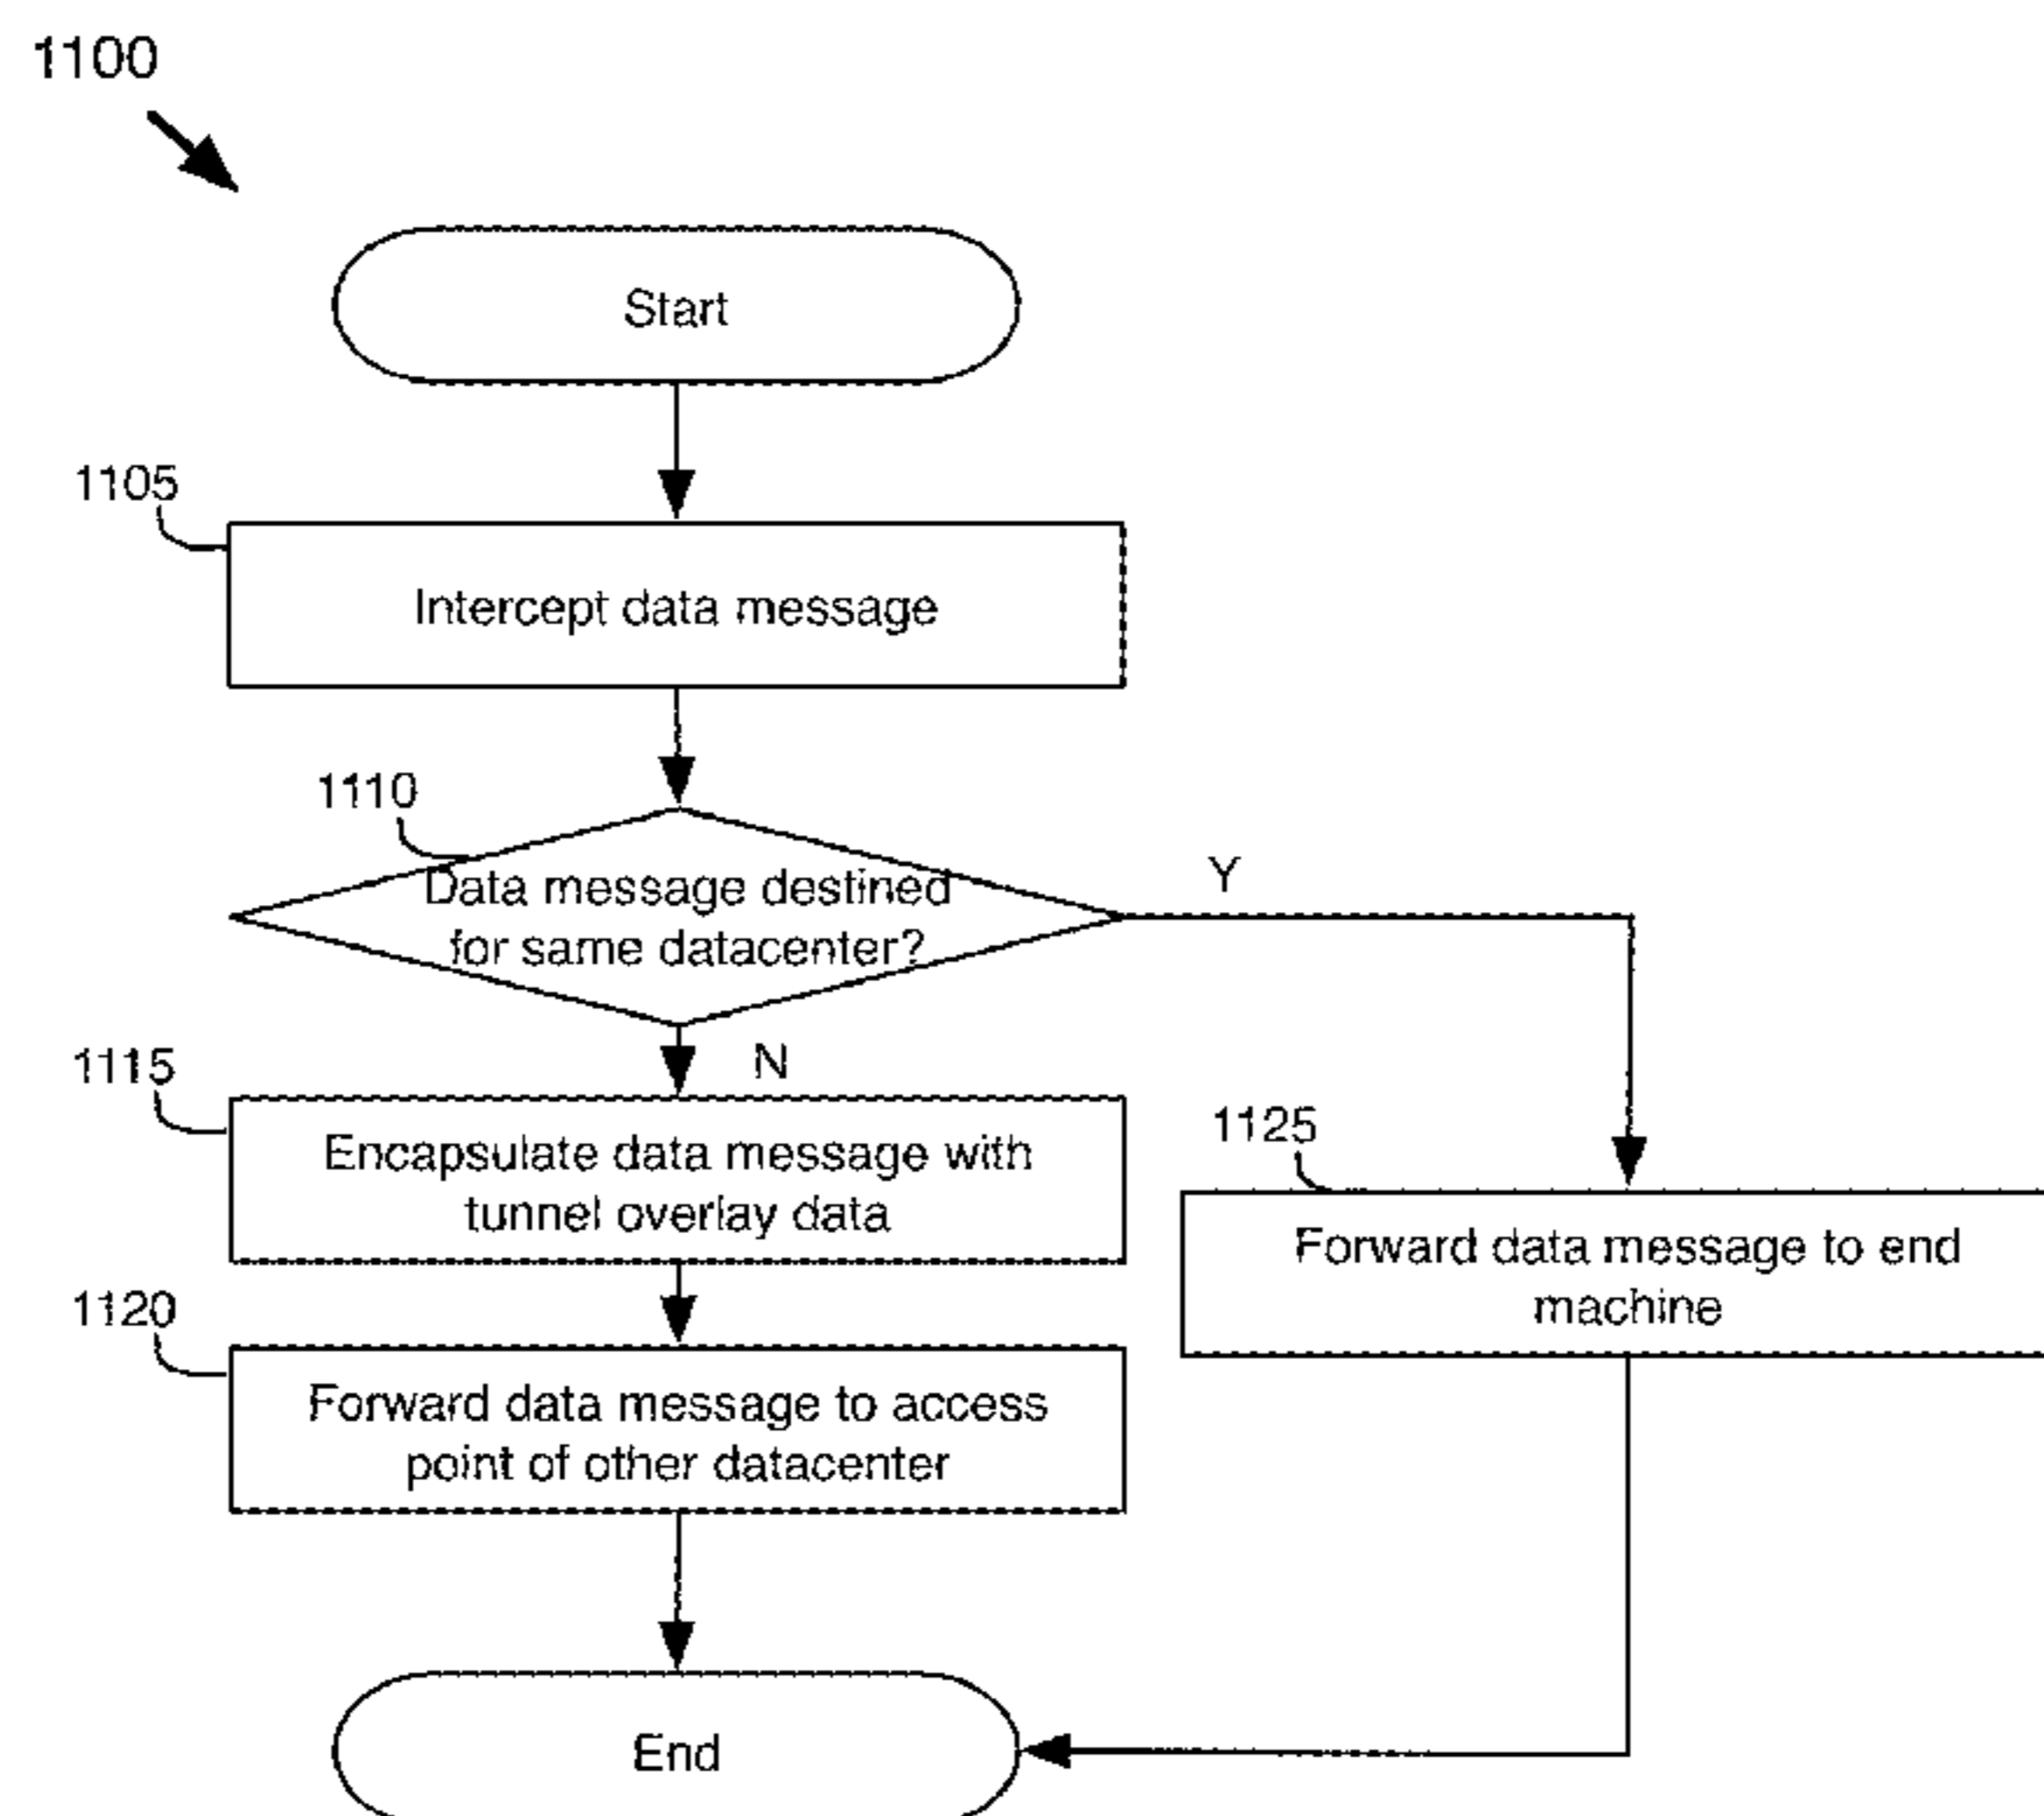 1100
Start
1105
Intercept data message
1110
Data message destined
for same datacenter?
Y
N
1115
Encapsulate data message with
tunnel overlay data
1125
Forward data message to end
machine
1120
Forward data message to access
point of other datacenter
End